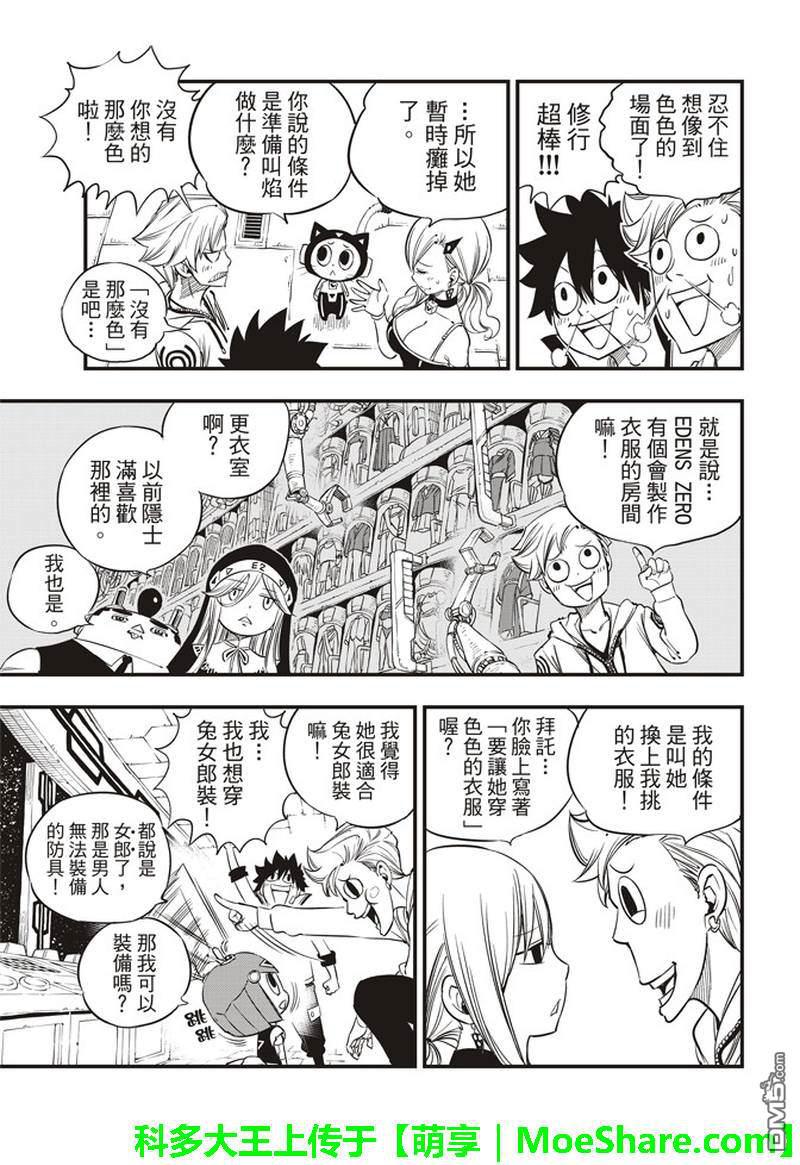 忍不住
想像到
色色的
場面了！
修行
超棒!!!
…所以她
暫時癱掉
了。
你說的條件
是準備叫焰
做什麼？
沒有
你想的
那麼色
啦！
「沒有
那麼色」
是吧…
就是說…
EDENS ZERO
有個會製作
衣服的房間
嘛！
更衣室
啊？
以前隱士
滿喜歡
那裡的。
我也是。
E2
我的條件
是叫她
換上我挑
的衣服！
拜託…
你臉上寫著
「要讓她穿
色色的衣服」
喔？
我覺得
她很適合
兔女郎裝
嘛！
我…
我也想穿
兔女郎裝！
都說是
女郎了，
那是男人
無法裝備
的防具！
那我可以
裝備嗎？
跳
跳
DM5.com
科多大王上传于【萌享/MoeShare.com】